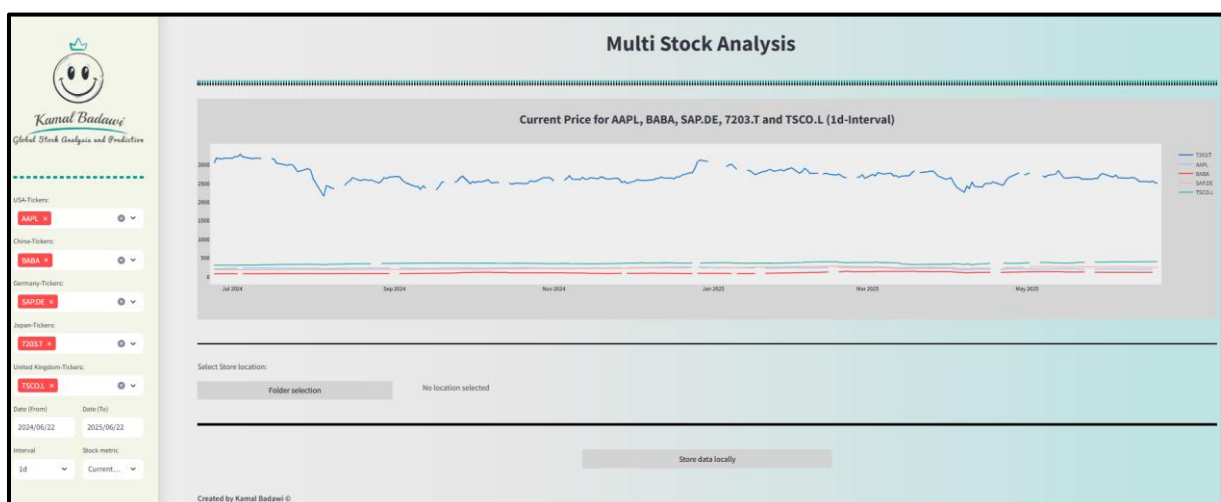 Kamal Badawi
Global Stock Analysis and Prediction
USA-Tickers:
AAPL ×
China-Tickers:
BABA ×
Germany-Tickers:
SAP.DE ×
Japan-Tickers:
7203.T ×
United Kingdom-Tickers:
TSCO.L ×
Date (From) Date (To)
2024/06/22 2025/06/22
Interval Stock metric
1d Current...
Multi Stock Analysis
Current Price for AAPL, BABA, SAP.DE, 7203.T and TSCO.L (1d-Interval)
3000
2500
2000
1500
1000
500
0
Jul 2024 Sep 2024 Nov 2024 Jan 2025 Mar 2025 May 2025
7203.T
AAPL
BABA
SAP.DE
TSCO.L
Select Store location:
Folder selection No location selected
Store data locally
Created by Kamal Badawi ©